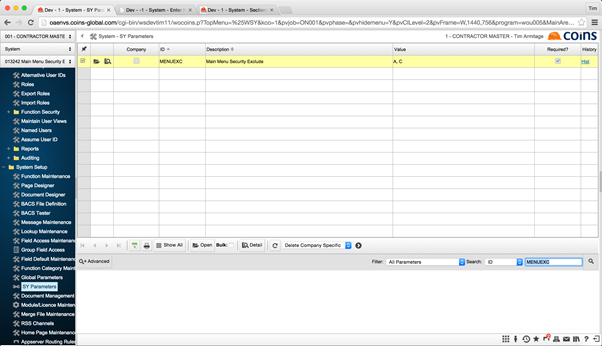 Dev - 1 - System - SY Para
Dev - -1 - System - Enter N
Dev - 1 - System - Section
Tim
oaenvs.coins-global.com/cgi-bin/wsdevtim11/wocoins.p?TopMenu=%25WSY&kco=1&pvjob=ON001&pvphase=&pvhidemenu=Y&pvCILevel=2&pvFrame=W,1440,756&program=wou005&MainAre...
001 - CONTRACTOR MASTER
System - SY Parameters
1 - CONTRACTOR MASTER - Tim Armitage
coins
System
Company
ID
Description
Value
Required?
History
013242 Main Menu Security E
MENUEXC
Main Menu Security Exclude
A, C
Hist
Alternative User IDs
Roles
Export Roles
Import Roles
Function Security
Maintain User Views
Named Users
Assume User ID
Reports
Auditing
System Setup
Function Maintenance
Page Designer
Document Designer
BACS File Definition
BACS Tester
Message Maintenance
Lookup Maintenance
Field Access Maintenanc
Group Field Access
Field Default Maintenanc
Function Category Maint
Global Parameters
SY Parameters
Document Management
Module/Licence Mainten
Merge File Maintenance
RSS Channels
Home Page Maintenance
Appserver Routing Rules
Show All
Open
Bulk:
Detail
Delete Company Specific
Advanced
Filter:
All Parameters
Search:
ID
MENUEXC